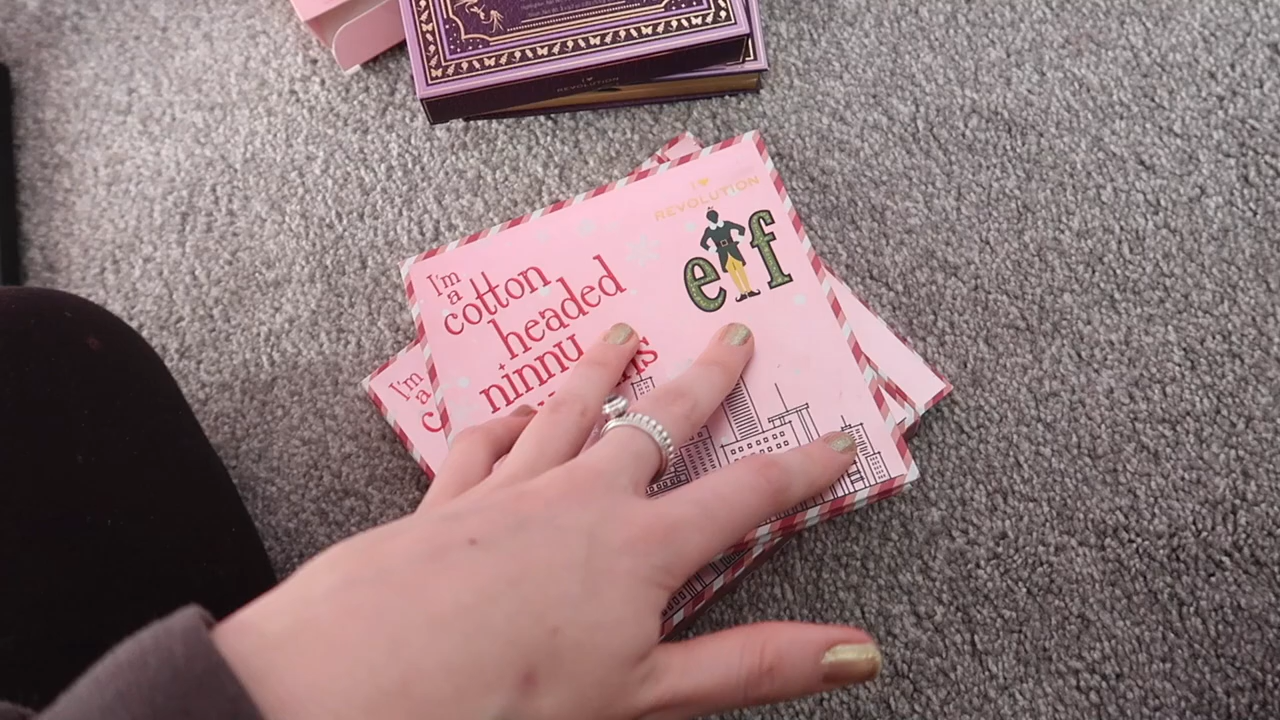 I ♥
REVOLUTION
I ♥
REVOLUTION
elf
I'm
a
cotton
headed
ninny
I'm
a